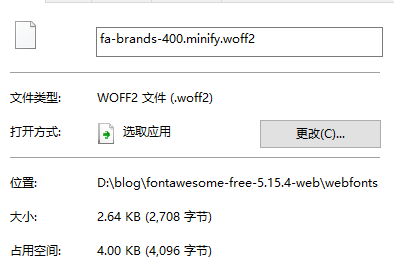 fa-brands-400.minify.woff2
文件类型: WOFF2 文件 (.woff2)
打开方式: 选取应用 更改(C)...
位置: D:\blog\fontawesome-free-5.15.4-web\webfonts
大小: 2.64 KB (2,708 字节)
占用空间: 4.00 KB (4,096 字节)